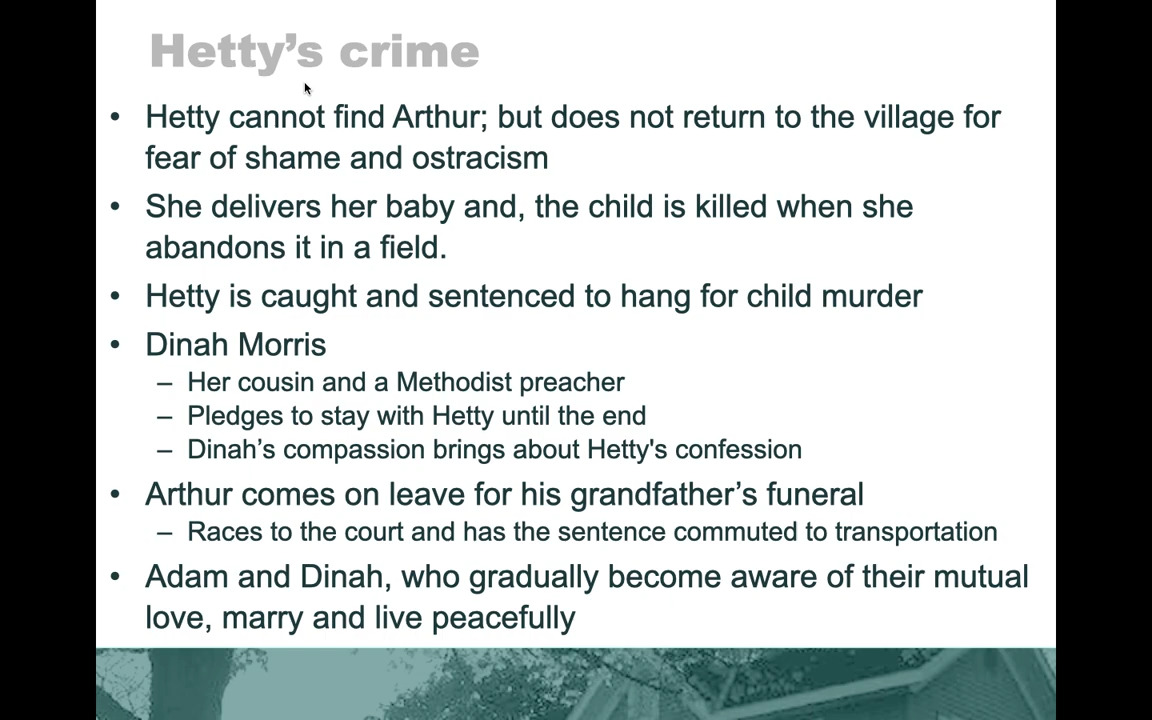 Hetty’s crime
• Hetty cannot find Arthur; but does not return to the village for
fear of shame and ostracism
• She delivers her baby and, the child is killed when she
abandons it in a field.
• Hetty is caught and sentenced to hang for child murder
• Dinah Morris
– Her cousin and a Methodist preacher
– Pledges to stay with Hetty until the end
– Dinah’s compassion brings about Hetty's confession
• Arthur comes on leave for his grandfather’s funeral
– Races to the court and has the sentence commuted to transportation
• Adam and Dinah, who gradually become aware of their mutual
love, marry and live peacefully